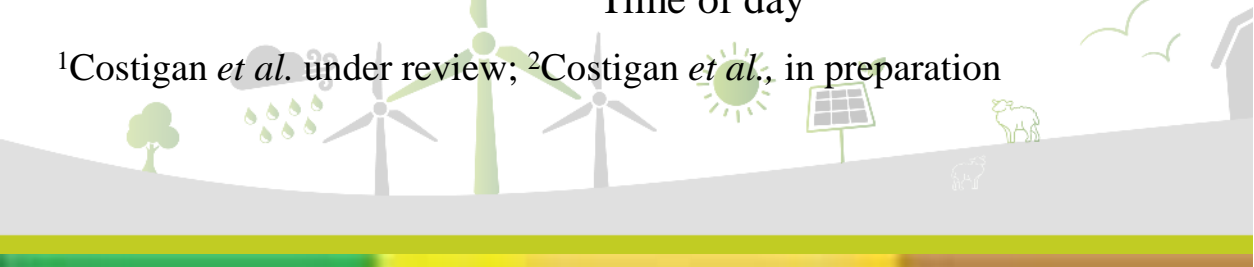 Time of day
¹Costigan et al. under review; ²Costigan et al., in preparation